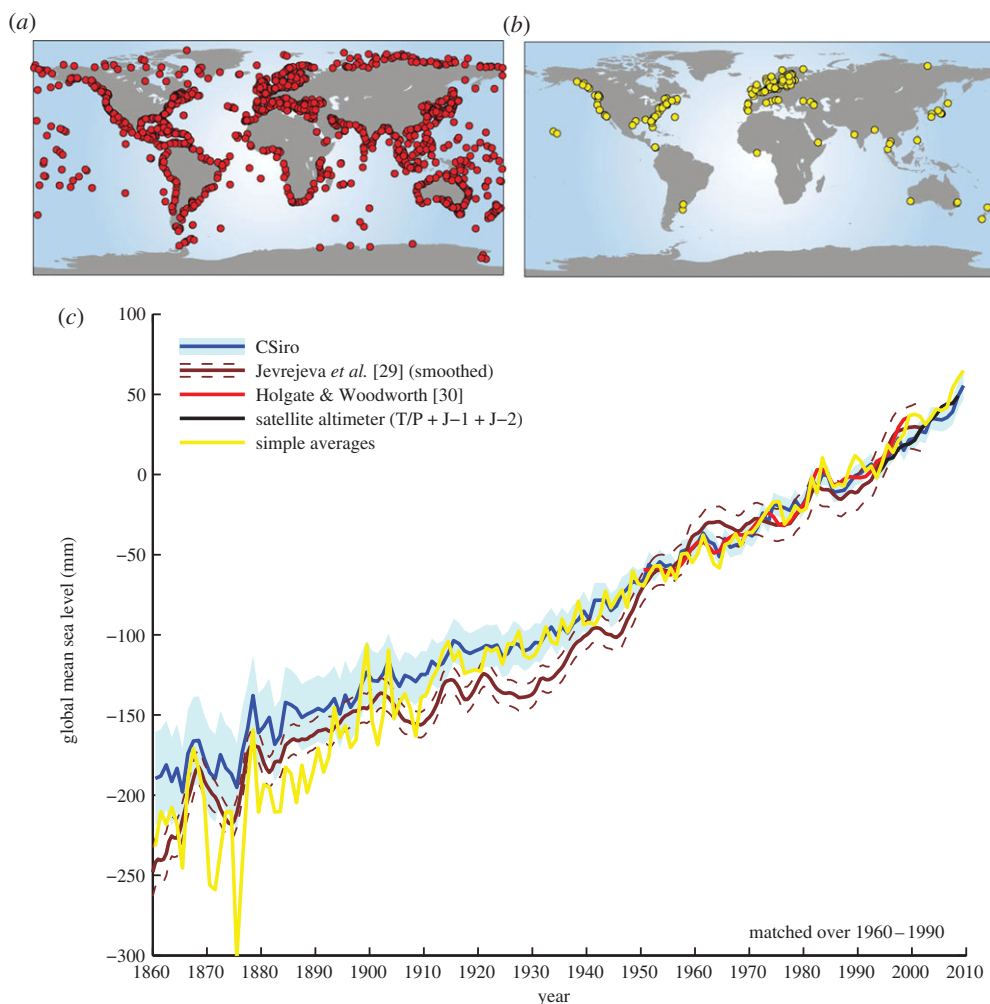 (a)
(b)
(c)
100
50
0
−50
−100
−150
−200
−250
−300
global mean sea level (mm)
CSiro
Jevrejeva et al. [29] (smoothed)
Holgate & Woodworth [30]
satellite altimeter (T/P + J−1 + J−2)
simple averages
matched over 1960–1990
1860 1870 1880 1890 1900 1910 1920 1930 1940 1950 1960 1970 1980 1990 2000 2010
year